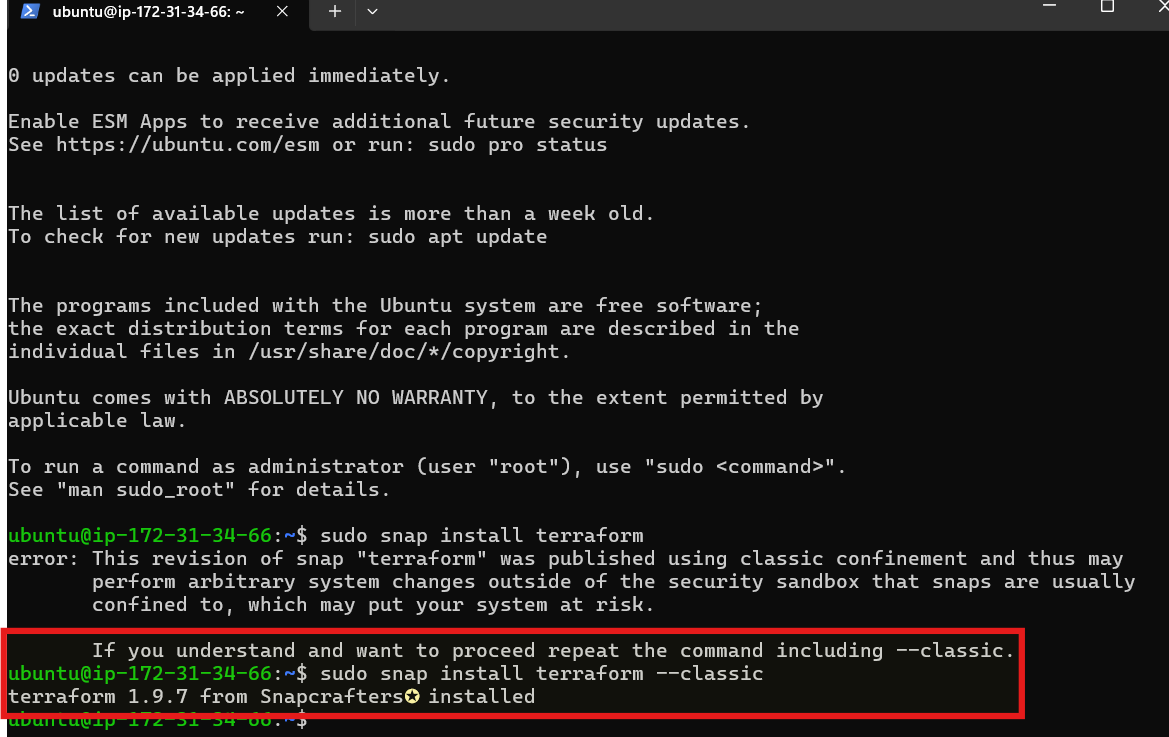 ubuntu@ip-172-31-34-66: ~
0 updates can be applied immediately.
Enable ESM Apps to receive additional future security updates.
See https://ubuntu.com/esm or run: sudo pro status
The list of available updates is more than a week old.
To check for new updates run: sudo apt update
The programs included with the Ubuntu system are free software;
the exact distribution terms for each program are described in the
individual files in /usr/share/doc/*/copyright.
Ubuntu comes with ABSOLUTELY NO WARRANTY, to the extent permitted by
applicable law.
To run a command as administrator (user "root"), use "sudo <command>".
See "man sudo_root" for details.
ubuntu@ip-172-31-34-66:~$ sudo snap install terraform
error: This revision of snap "terraform" was published using classic confinement and thus may
perform arbitrary system changes outside of the security sandbox that snaps are usually
confined to, which may put your system at risk.
If you understand and want to proceed repeat the command including --classic.
ubuntu@ip-172-31-34-66:~$ sudo snap install terraform --classic
terraform 1.9.7 from Snapcrafters✪ installed
ubuntu@ip-172-31-34-66:~$